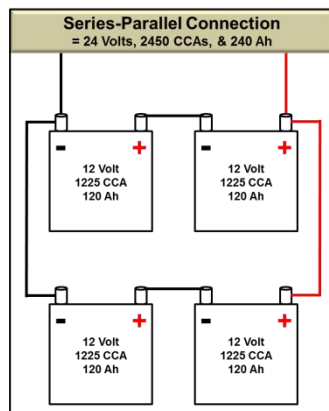 Series-Parallel Connection
= 24 Volts, 2450 CCAs, & 240 Ah
- + - +
12 Volt
1225 CCA
120 Ah
12 Volt
1225 CCA
120 Ah
- + - +
12 Volt
1225 CCA
120 Ah
12 Volt
1225 CCA
120 Ah